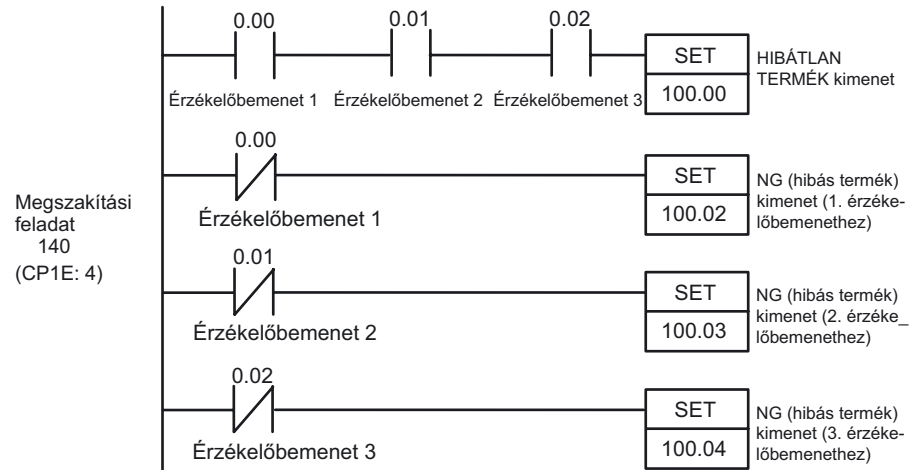 0.00 0.01 0.02
SET
100.00
HIBÁTLAN
TERMÉK kimenet
Érzékelőbemenet 1 Érzékelőbemenet 2 Érzékelőbemenet 3
0.00
SET
100.02
NG (hibás termék)
kimenet (1. érzéke-
lőbemenethez)
Érzékelőbemenet 1
Megszakítási
feladat
140
(CP1E: 4)
0.01
SET
100.03
NG (hibás termék)
kimenet (2. érzéke_
lőbemenethez)
Érzékelőbemenet 2
0.02
SET
100.04
NG (hibás termék)
kimenet (3. érzéke-
lőbemenethez)
Érzékelőbemenet 3